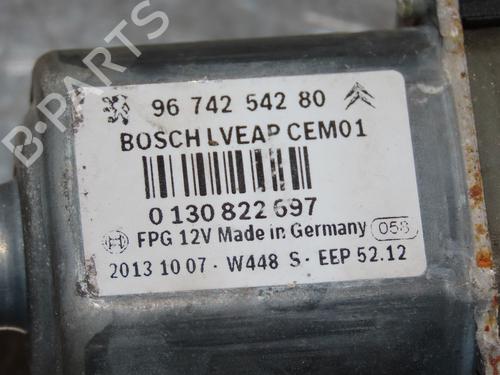 B-PARTS
96 742 542 80
BOSCH LVEAP CEM01
0 130 822 697
FPG 12V Made in Germany 058
2013 10 07 · W448 S · EEP 52.12